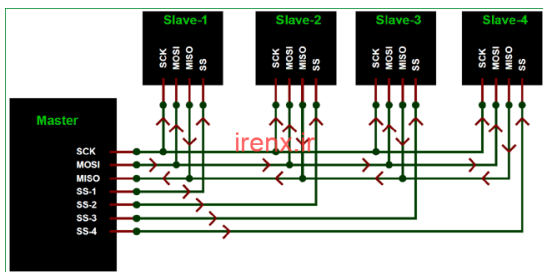 Slave-1
Slave-2
Slave-3
Slave-4
SCK MOSI MISO SS
SCK MOSI MISO SS
SCK MOSI MISO SS
SCK MOSI MISO SS
Master
irenx.ir
SCK
MOSI
MISO
SS-1
SS-2
SS-3
SS-4